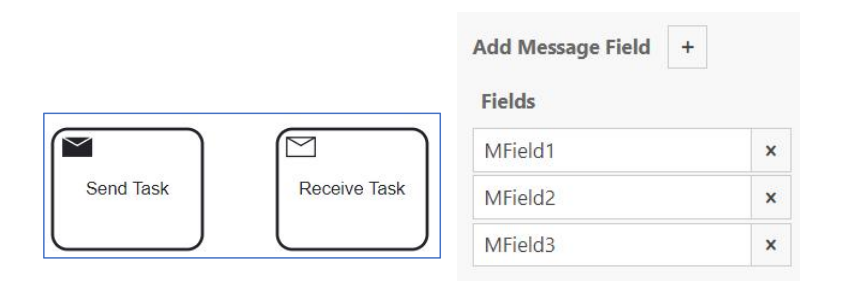 Send Task
Receive Task
Add Message Field +
Fields
MField1 x
MField2 x
MField3 x